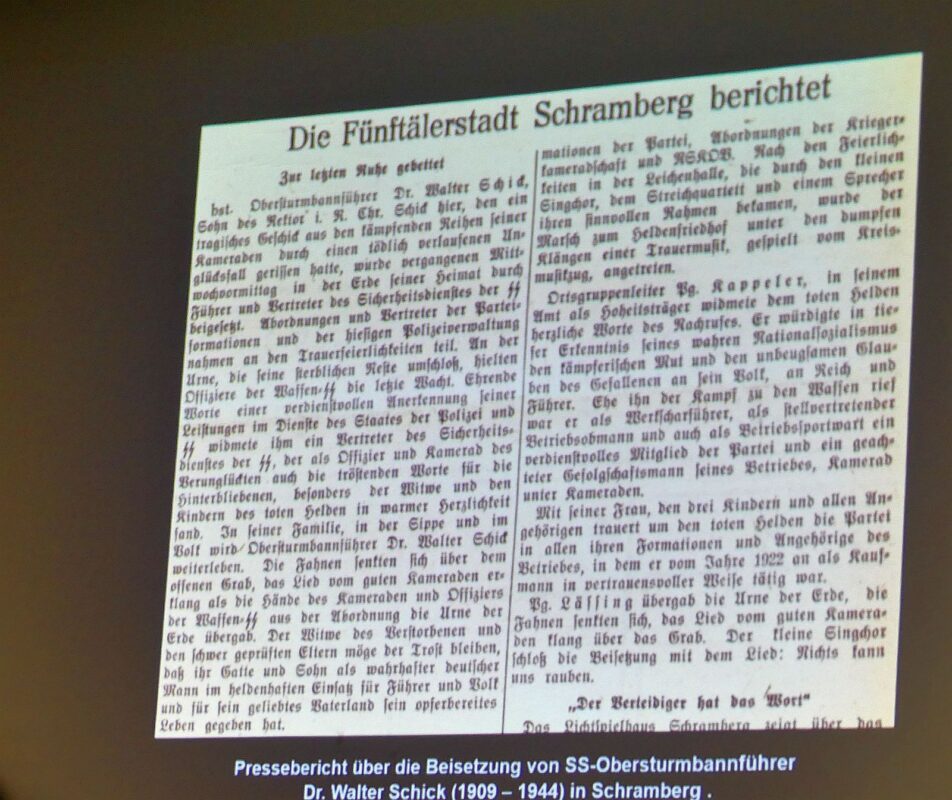 Die Fünftälerstadt Schramberg berichtet
Zur letzten Ruhe gebettet
bst. Obersturmbannführer Dr. Walter Schick,
Sohn des Rektor i. R. Chr. Schick hier, den ein
tragisches Geschick aus den kämpfenden Reihen seiner
Kameraden durch einen tödlich verlaufenen Un-
glücksfall gerissen hatte, wurde vergangenen Mitt-
wochvormittag in der Erde seiner Heimat durch
Führer und Vertreter des Sicherheitsdienstes der ᛋᛋ
beigesetzt. Abordnungen und Vertreter der Partei-
formationen und der hiesigen Polizeiverwaltung
nahmen an den Trauerfeierlichkeiten teil. An der
Urne, die seine sterblichen Reste umschloß, hielten
Offiziere der Waffen-ᛋᛋ die letzte Wacht. Ehrende
Worte einer verdienstvollen Anerkennung seiner
Leistungen im Dienste des Staates der Polizei und
ᛋᛋ widmete ihm ein Vertreter des Sicherheits-
dienstes der ᛋᛋ, der als Offizier und Kamerad des
Verunglückten auch die tröstenden Worte für die
Hinterbliebenen, besonders der Witwe und den
Kindern des toten Helden in warmer Herzlichkeit
fand. In seiner Familie, in der Sippe und im
Volk wird Obersturmbannführer Dr. Walter Schick
weiterleben. Die Fahnen senkten sich über dem
offenen Grab, das Lied vom guten Kameraden er-
klang als die Hände des Kameraden und Offiziers
der Waffen-ᛋᛋ aus der Abordnung die Urne der
Erde übergab. Der Witwe des Verstorbenen und
den schwer geprüften Eltern möge der Trost bleiben,
daß ihr Gatte und Sohn als wahrhafter deutscher
Mann im heldenhaften Einsatz für Führer und Volk
und für sein geliebtes Vaterland sein opferbereites
Leben gegeben hat.
mationen der Partei, Abordnungen der Krieger-
kameradschaft und NSKOV. Nach den Feierlich-
keiten in der Leichenhalle, die durch den kleinen
Singchor, dem Streichquartett und einem Sprecher
ihren sinnvollen Rahmen bekamen, wurde der
Marsch zum Heldenfriedhof unter den dumpfen
Klängen einer Trauermusik, gespielt vom Kreis-
musikzug, angetreten.
Ortsgruppenleiter Pg. Kappeler, in seinem
Amt als Hoheitsträger widmete dem toten Helden
herzliche Worte des Nachrufes. Er würdigte in tie-
fer Erkenntnis seines wahren Nationalsozialismus
den kämpferischen Mut und den unbeugsamen Glau-
ben des Gefallenen an sein Volk, an Reich und
Führer. Ehe ihn der Kampf zu den Waffen rief
war er als Werkscharführer, als stellvertretender
Betriebsobmann und auch als Betriebssportwart ein
verdienstvolles Mitglied der Partei und ein geach-
teter Gefolgschaftsmann seines Betriebes, Kamerad
unter Kameraden.
Mit seiner Frau, den drei Kindern und allen An-
gehörigen trauert um den toten Helden die Partei
in allen ihren Formationen und Angehörige des
Betriebes, in dem er vom Jahre 1922 an als Kauf-
mann in vertrauensvoller Weise tätig war.
Pg. Lässing übergab die Urne der Erde, die
Fahnen senkten sich, das Lied vom guten Kamera-
den klang über das Grab. Der kleine Singchor
schloß die Beisetzung mit dem Lied: Nichts kann
uns rauben.
„Der Verteidiger hat das Wort"
Das Lichtspielhaus Schramberg zeigt über das
Pressebericht über die Beisetzung von SS-Obersturmbannführer
Dr. Walter Schick (1909 – 1944) in Schramberg .